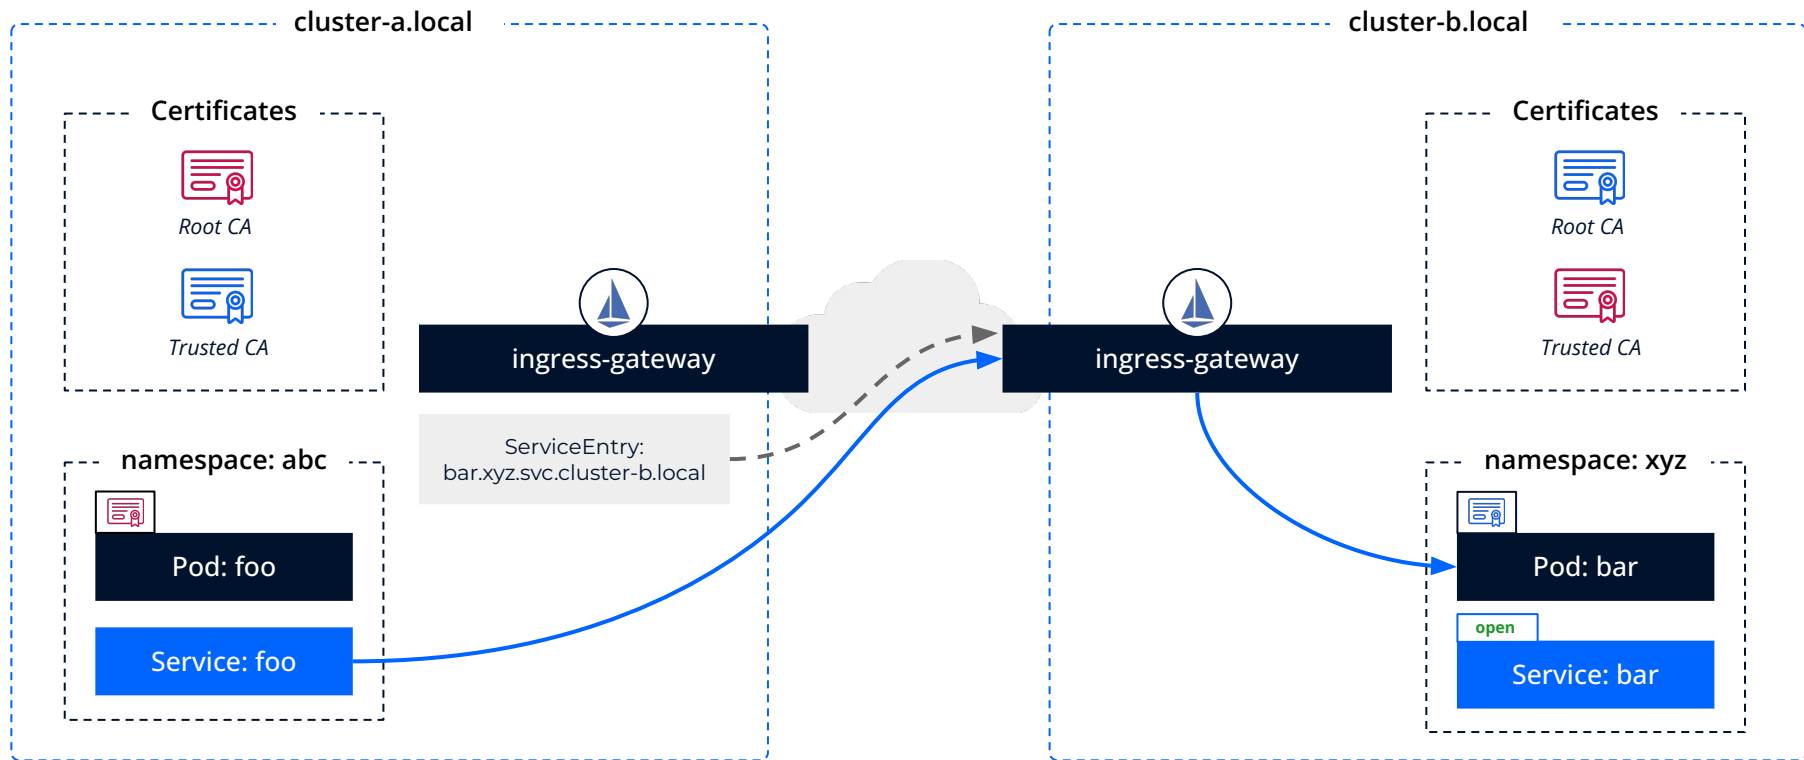 cluster-a.local
Certificates
Root CA
Trusted CA
ingress-gateway
ServiceEntry:
bar.xyz.svc.cluster-b.local
namespace: abc
Pod: foo
Service: foo
cluster-b.local
Certificates
Root CA
Trusted CA
ingress-gateway
namespace: xyz
Pod: bar
open
Service: bar